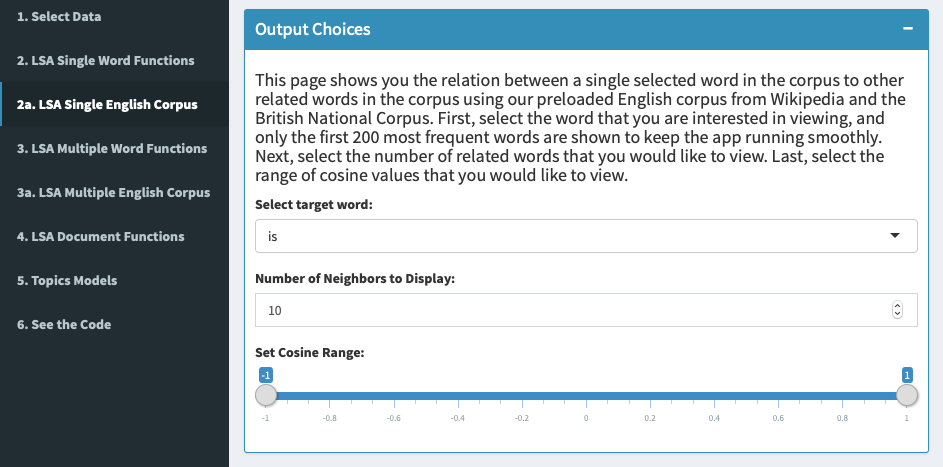 1. Select Data
2. LSA Single Word Functions
2a. LSA Single English Corpus
3. LSA Multiple Word Functions
3a. LSA Multiple English Corpus
4. LSA Document Functions
5. Topics Models
6. See the Code
Output Choices
This page shows you the relation between a single selected word in the corpus to other
related words in the corpus using our preloaded English corpus from Wikipedia and the
British National Corpus. First, select the word that you are interested in viewing, and
only the first 200 most frequent words are shown to keep the app running smoothly.
Next, select the number of related words that you would like to view. Last, select the
range of cosine values that you would like to view.
Select target word:
is
Number of Neighbors to Display:
10
Set Cosine Range:
-1 1
-1 -0.8 -0.6 -0.4 -0.2 0 0.2 0.4 0.6 0.8 1